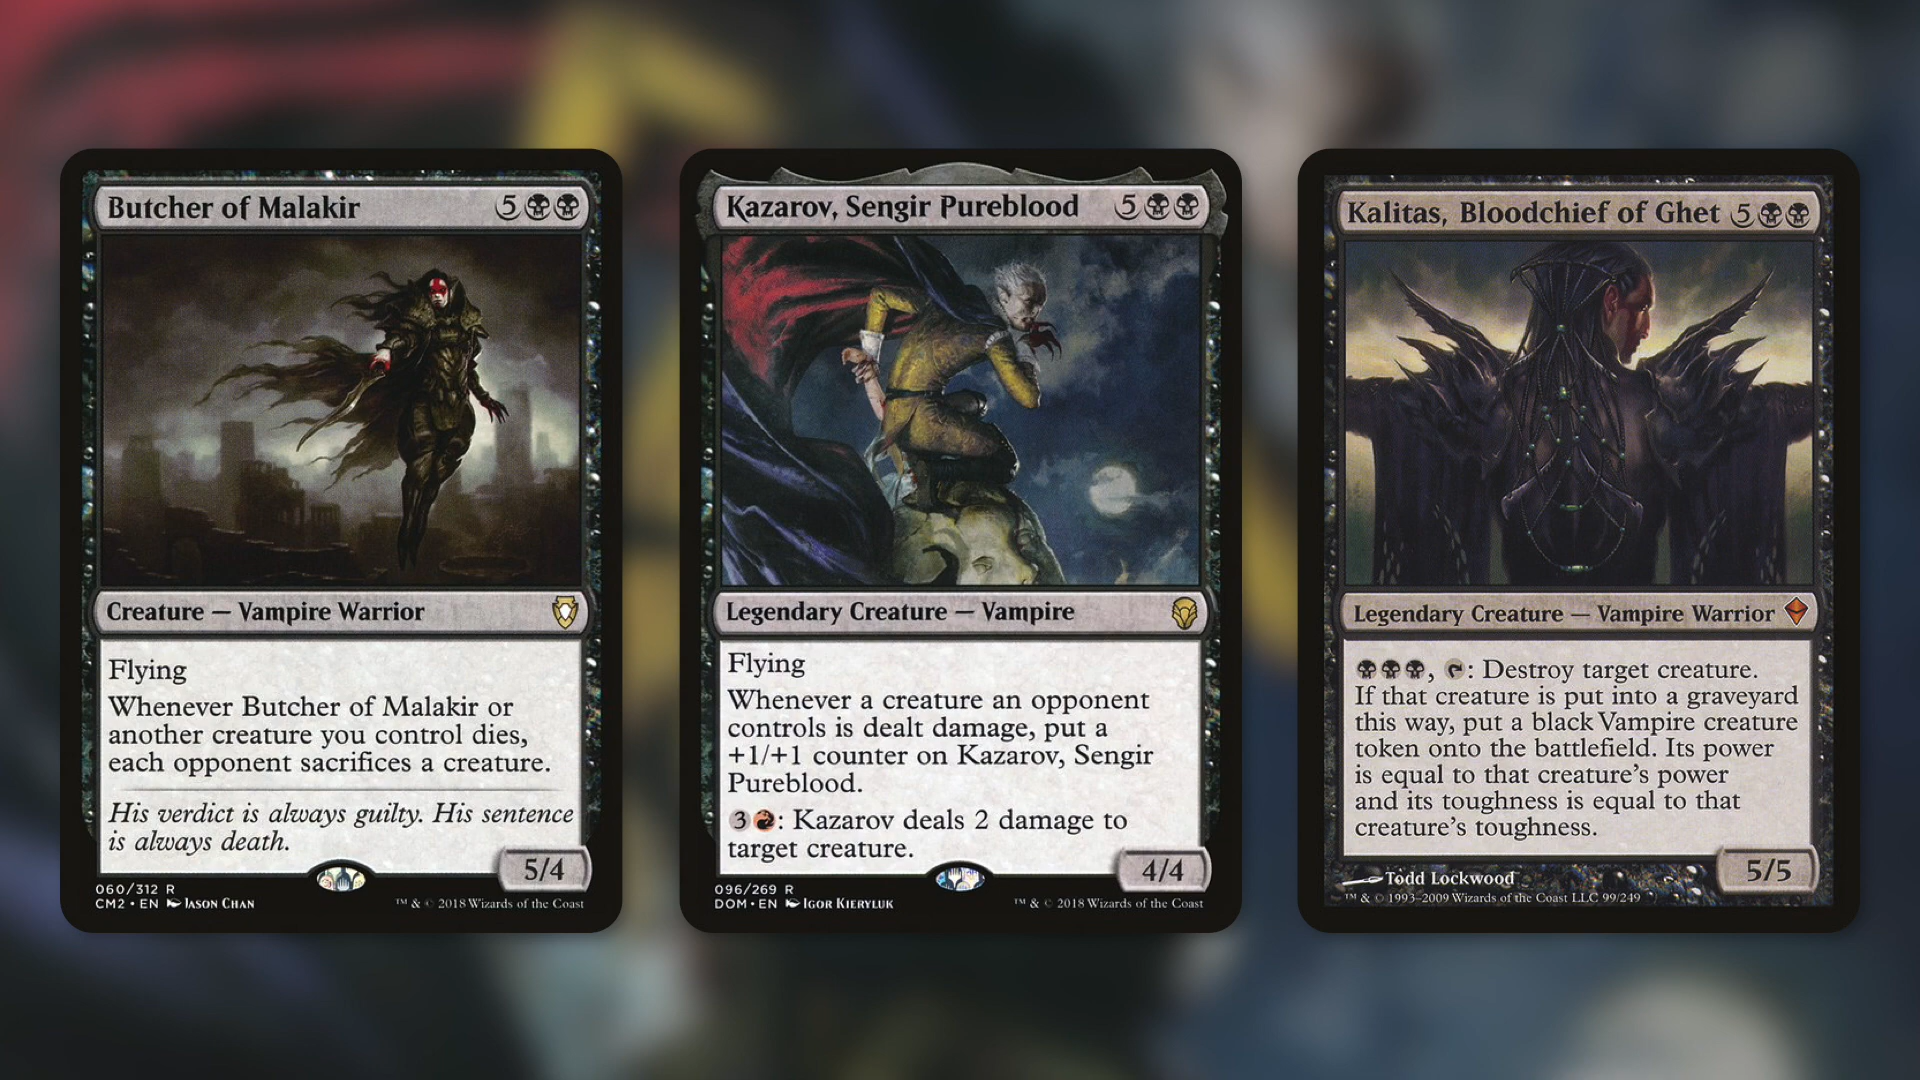 Butcher of Malakir 5
Creature — Vampire Warrior
Flying
Whenever Butcher of Malakir or
another creature you control dies,
each opponent sacrifices a creature.
His verdict is always guilty. His sentence
is always death.
5/4
060/312 R
CM2 • EN Jason Chan
™ & © 2018 Wizards of the Coast
Kazarov, Sengir Pureblood 5
Legendary Creature — Vampire
Flying
Whenever a creature an opponent
controls is dealt damage, put a
+1/+1 counter on Kazarov, Sengir
Pureblood.
3: Kazarov deals 2 damage to
target creature.
4/4
096/269 R
DOM • EN Igor Kieryluk
™ & © 2018 Wizards of the Coast
Kalitas, Bloodchief of Ghet 5
Legendary Creature — Vampire Warrior
, : Destroy target creature.
If that creature is put into a graveyard
this way, put a black Vampire creature
token onto the battlefield. Its power
is equal to that creature's power
and its toughness is equal to that
creature's toughness.
5/5
Todd Lockwood
™ & © 1993–2009 Wizards of the Coast LLC 99/249